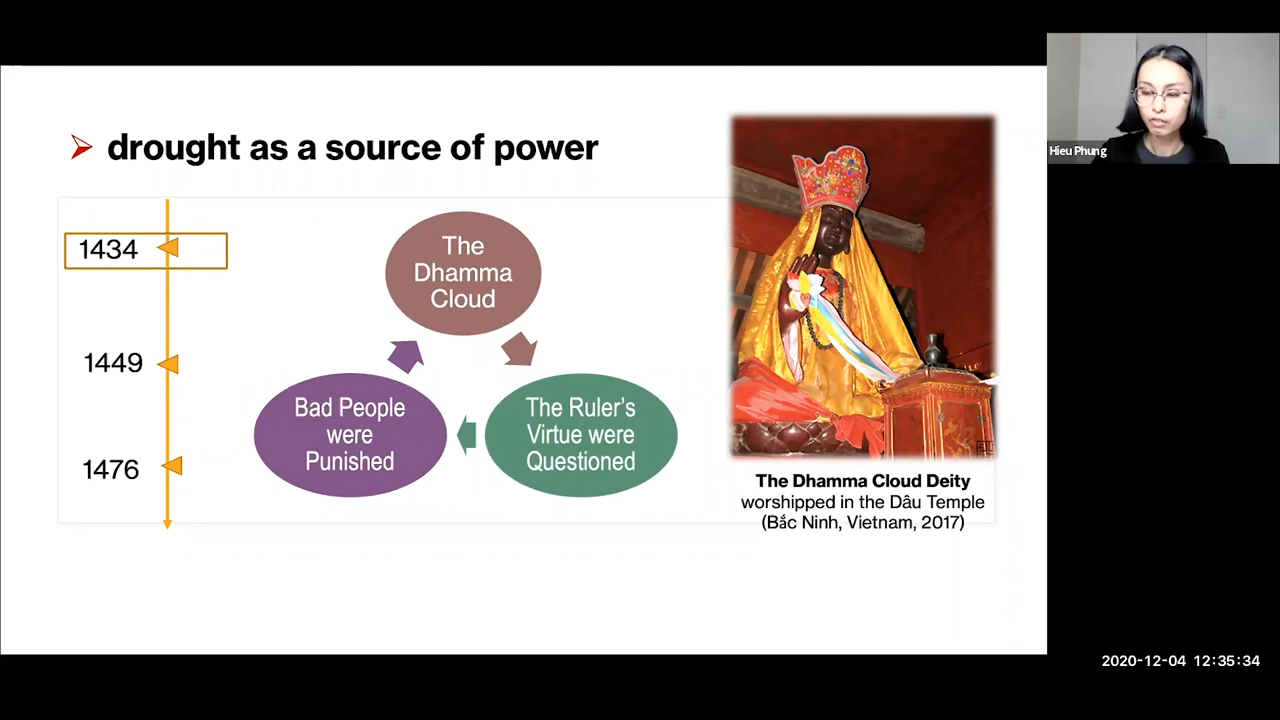 drought as a source of power
1434
1449
1476
The
Dhamma
Cloud
Bad People
were
Punished
The Ruler's
Virtue were
Questioned
The Dhamma Cloud Deity
worshipped in the Dâu Temple
(Bắc Ninh, Vietnam, 2017)
Hieu Phung
2020-12-04 12:35:34